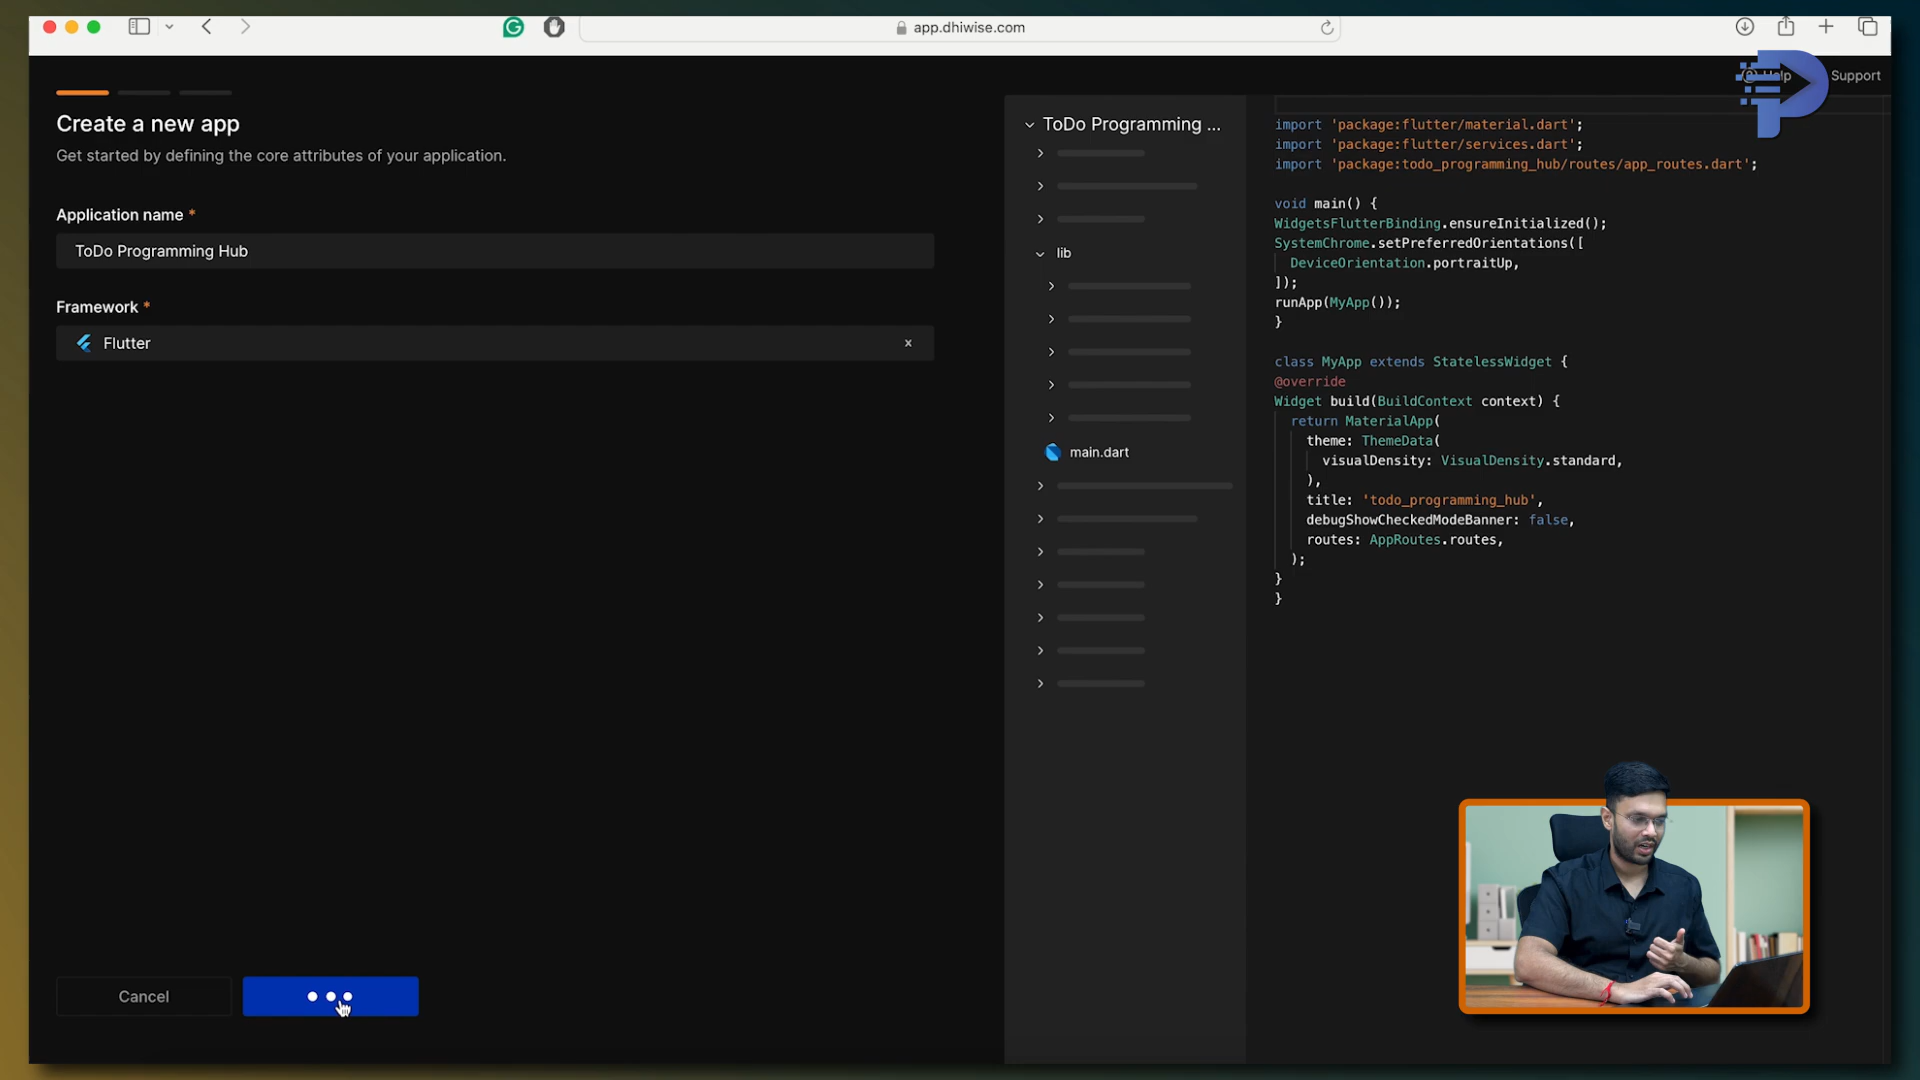 app.dhiwise.com
Help
Support
Create a new app
Get started by defining the core attributes of your application.
Application name *
ToDo Programming Hub
Framework *
Flutter
Cancel
ToDo Programming ...
lib
main.dart
import 'package:flutter/material.dart';
import 'package:flutter/services.dart';
import 'package:todo_programming_hub/routes/app_routes.dart';
void main() {
WidgetsFlutterBinding.ensureInitialized();
SystemChrome.setPreferredOrientations([
DeviceOrientation.portraitUp,
]);
runApp(MyApp());
}
class MyApp extends StatelessWidget {
@override
Widget build(BuildContext context) {
return MaterialApp(
theme: ThemeData(
visualDensity: VisualDensity.standard,
),
title: 'todo_programming_hub',
debugShowCheckedModeBanner: false,
routes: AppRoutes.routes,
);
}
}